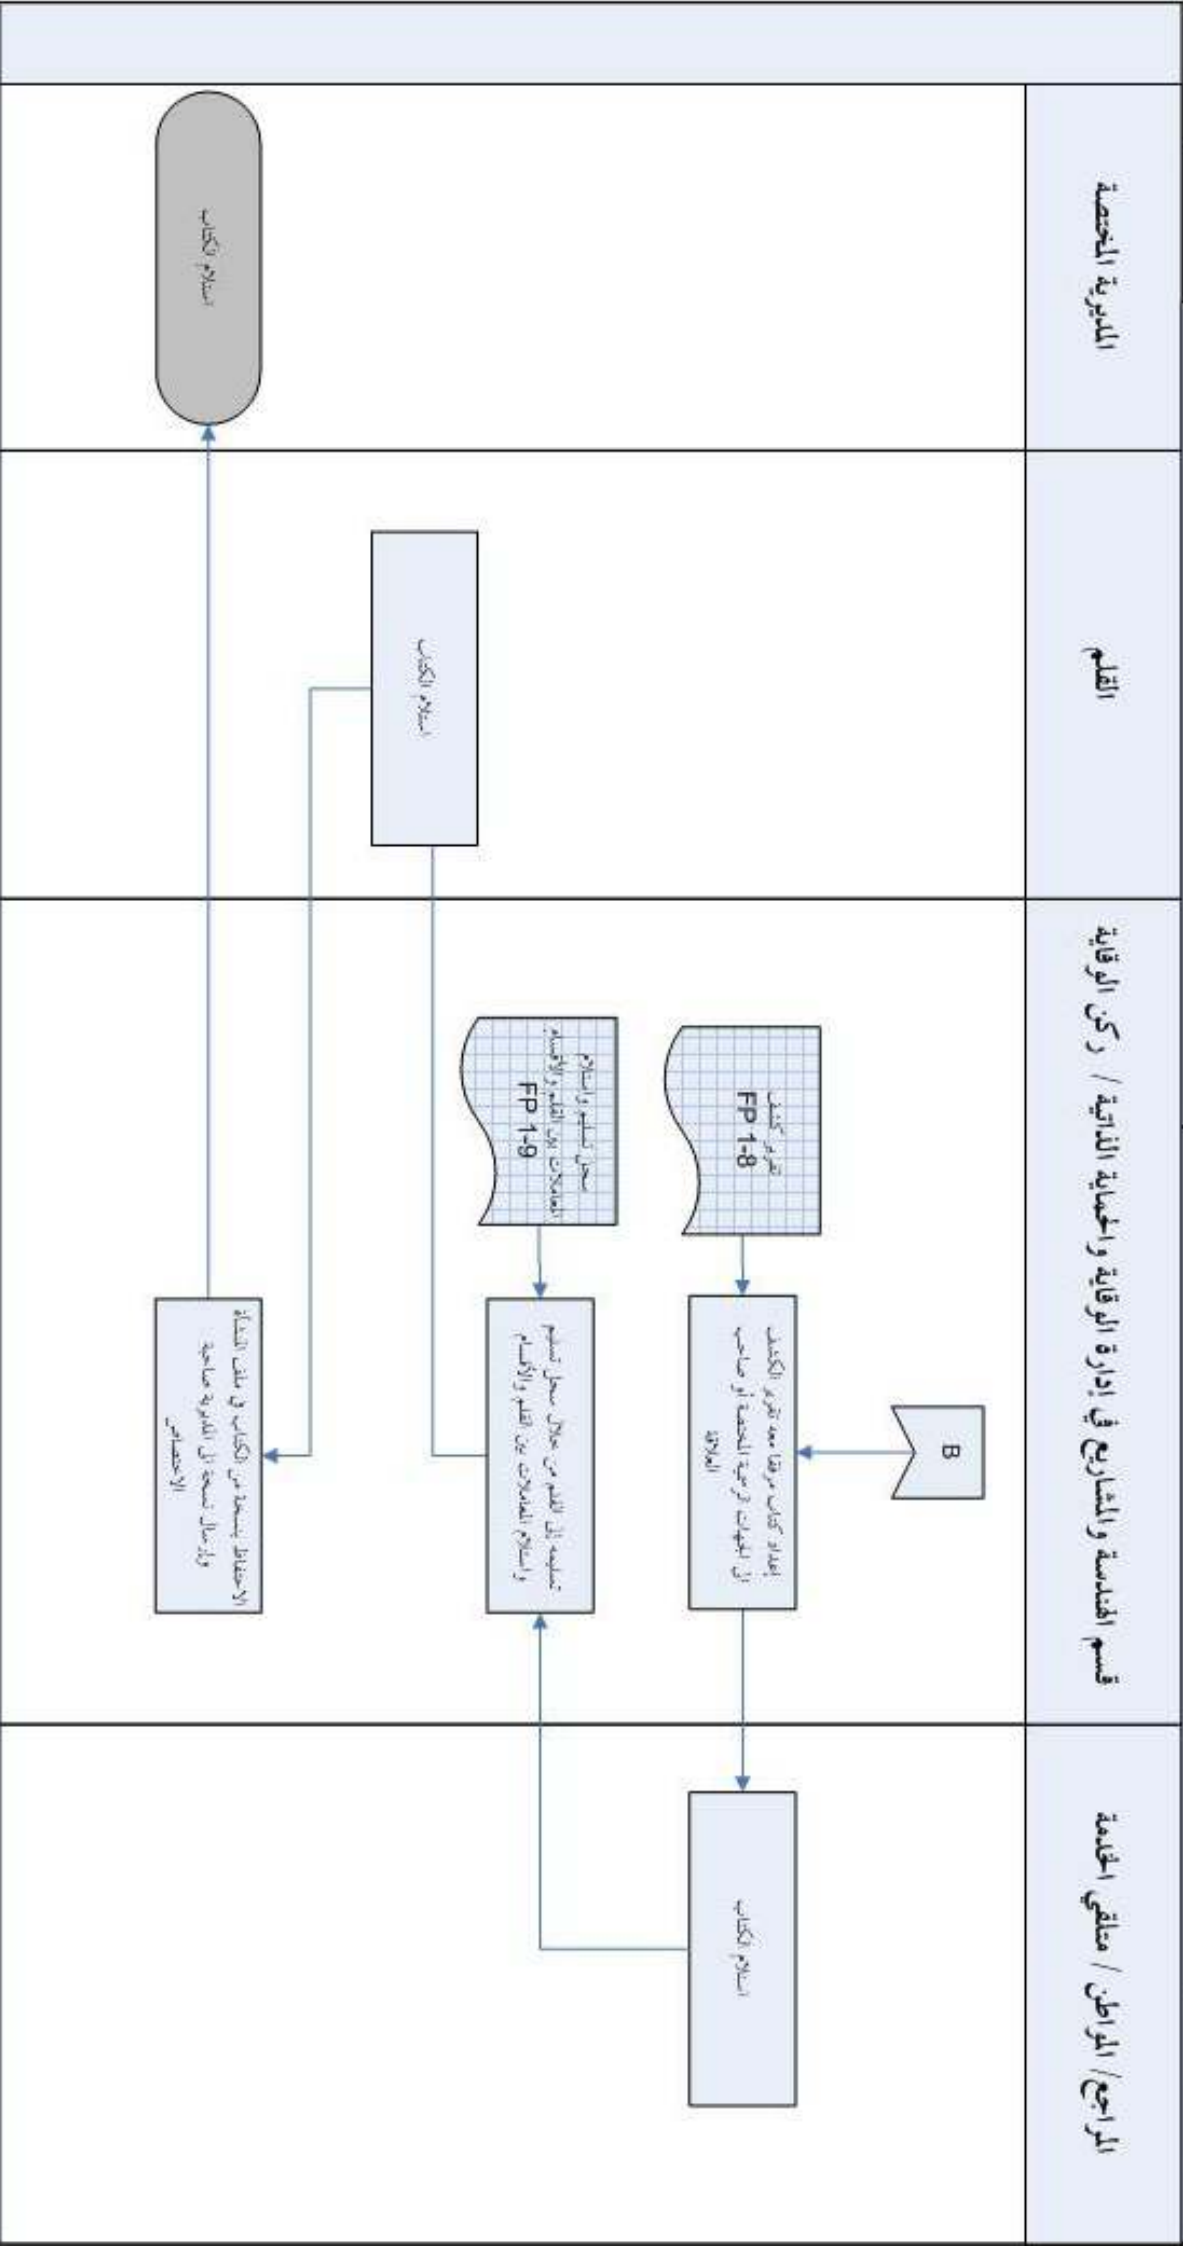 المراجع/ المواطن / متلقي الخدمة
قسم الهندسة والمشاريع في إدارة الوقاية والحماية الذاتية / ركن الوقاية
القلم
المديرية المختصة
B
تقرير كشف
FP 1-8
إعداد كتاب مرفقا معه تقرير الكشف
الى الجهات الرسمية المختصة أو صاحب
العلاقة
استلام الكتاب
سجل تسليم واستلام
المعاملات بين القلم والأقسام
FP 1-9
تسليمه إلى القلم من خلال سجل تسليم
واستلام المعاملات بين القلم والأقسام
استلام الكتاب
الاحتفاظ بنسخة من الكتاب في ملف المنشأة
وإرسال نسخة الى المديرية صاحبة
الاختصاص
استلام الكتاب